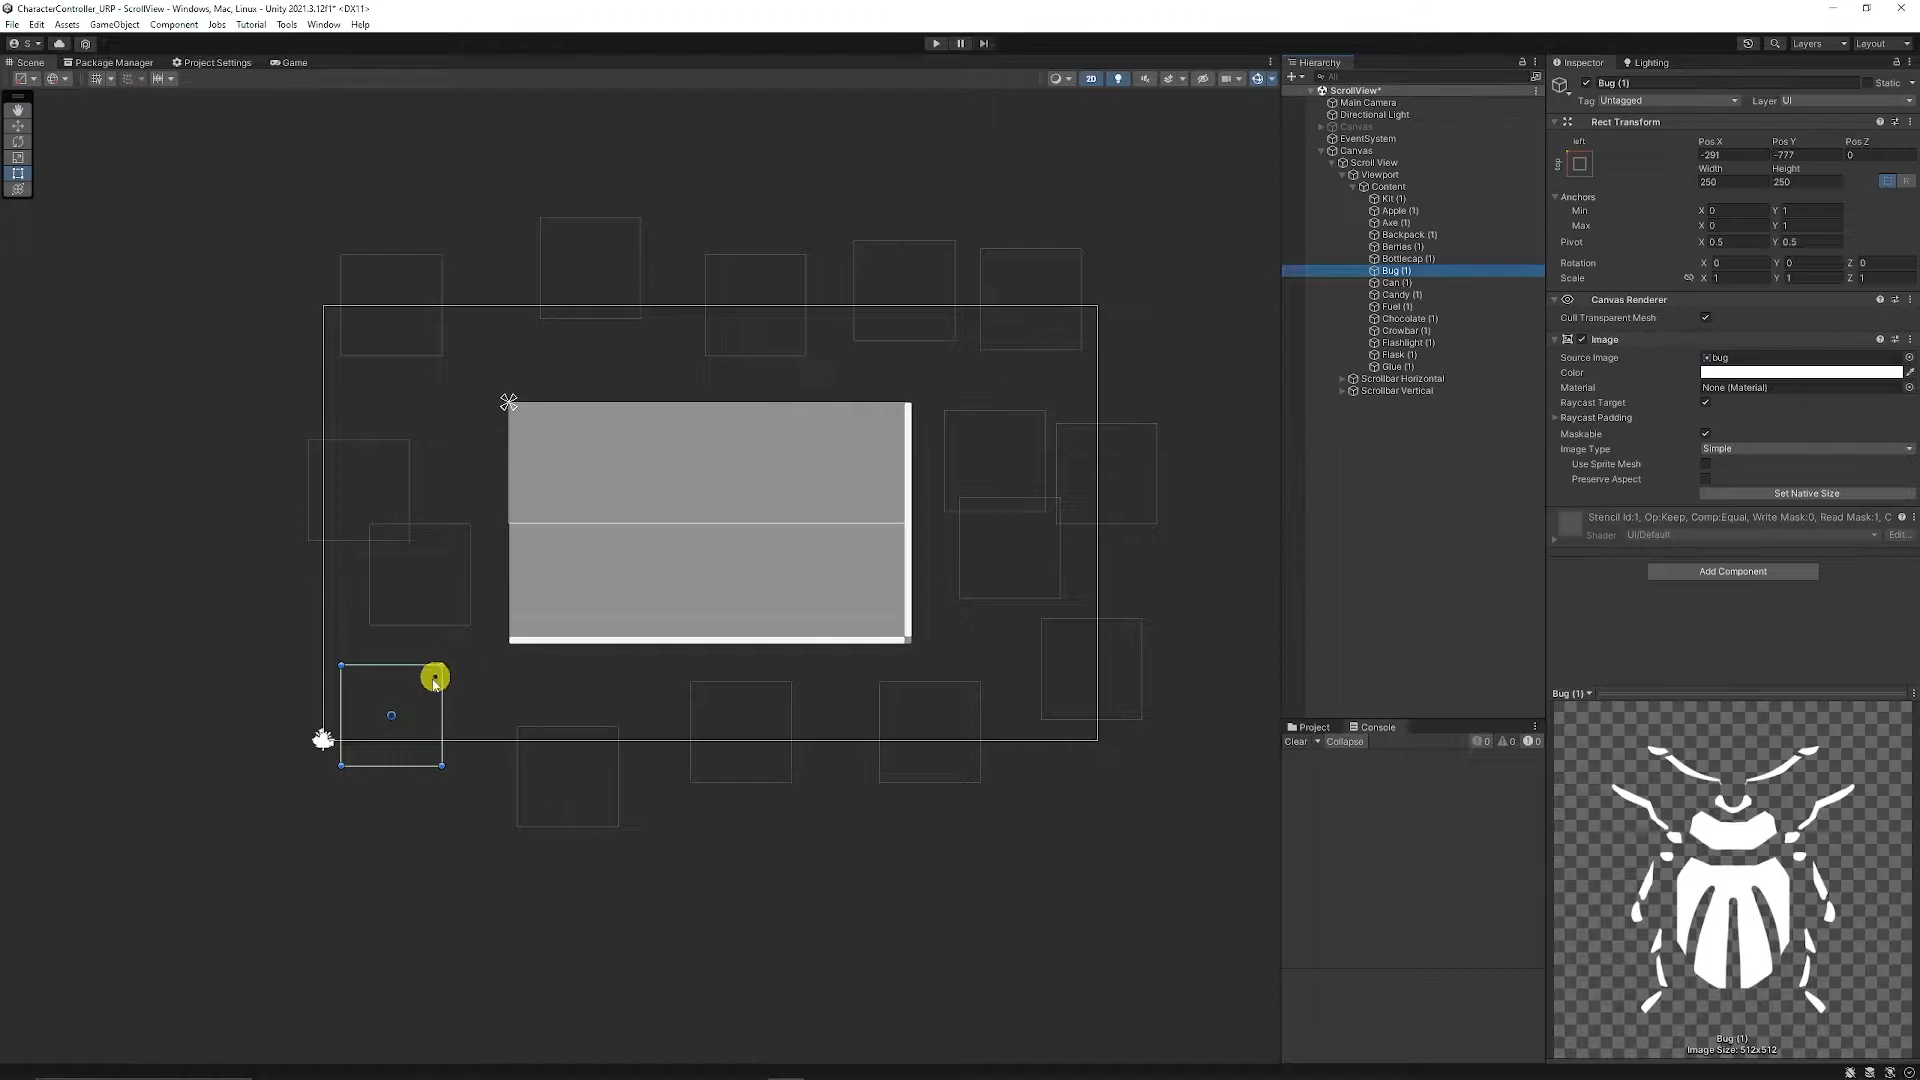 CharacterController_URP - ScrollView - Windows, Mac, Linux - Unity 2021.3.12f1* <DX11>
File Edit Assets GameObject Component Jobs Tutorial Tools Window Help
S Layers Layout
Scene Package Manager Project Settings Game
2D
Hierarchy
All
ScrollView*
Main Camera
Directional Light
Canvas
EventSystem
Canvas
Scroll View
Viewport
Content
Kit (1)
Apple (1)
Axe (1)
Backpack (1)
Berries (1)
Bottlecap (1)
Bug (1)
Can (1)
Candy (1)
Fuel (1)
Chocolate (1)
Crowbar (1)
Flashlight (1)
Flask (1)
Glue (1)
Scrollbar Horizontal
Scrollbar Vertical
Project Console
Clear Collapse 0 0 0
Inspector Lighting
Bug (1) Static
Tag Untagged Layer UI
Rect Transform
left Pos X Pos Y Pos Z
top -291 -777 0
Width Height
250 250 R
Anchors
Min X 0 Y 1
Max X 0 Y 1
Pivot X 0.5 Y 0.5
Rotation X 0 Y 0 Z 0
Scale X 1 Y 1 Z 1
Canvas Renderer
Cull Transparent Mesh
Image
Source Image bug
Color
Material None (Material)
Raycast Target
Raycast Padding
Maskable
Image Type Simple
Use Sprite Mesh
Preserve Aspect
Set Native Size
Stencil Id:1, Op:Keep, Comp:Equal, Write Mask:0, Read Mask:1, C
Shader UI/Default Edit...
Add Component
Bug (1)
Bug (1)
Image Size: 512x512